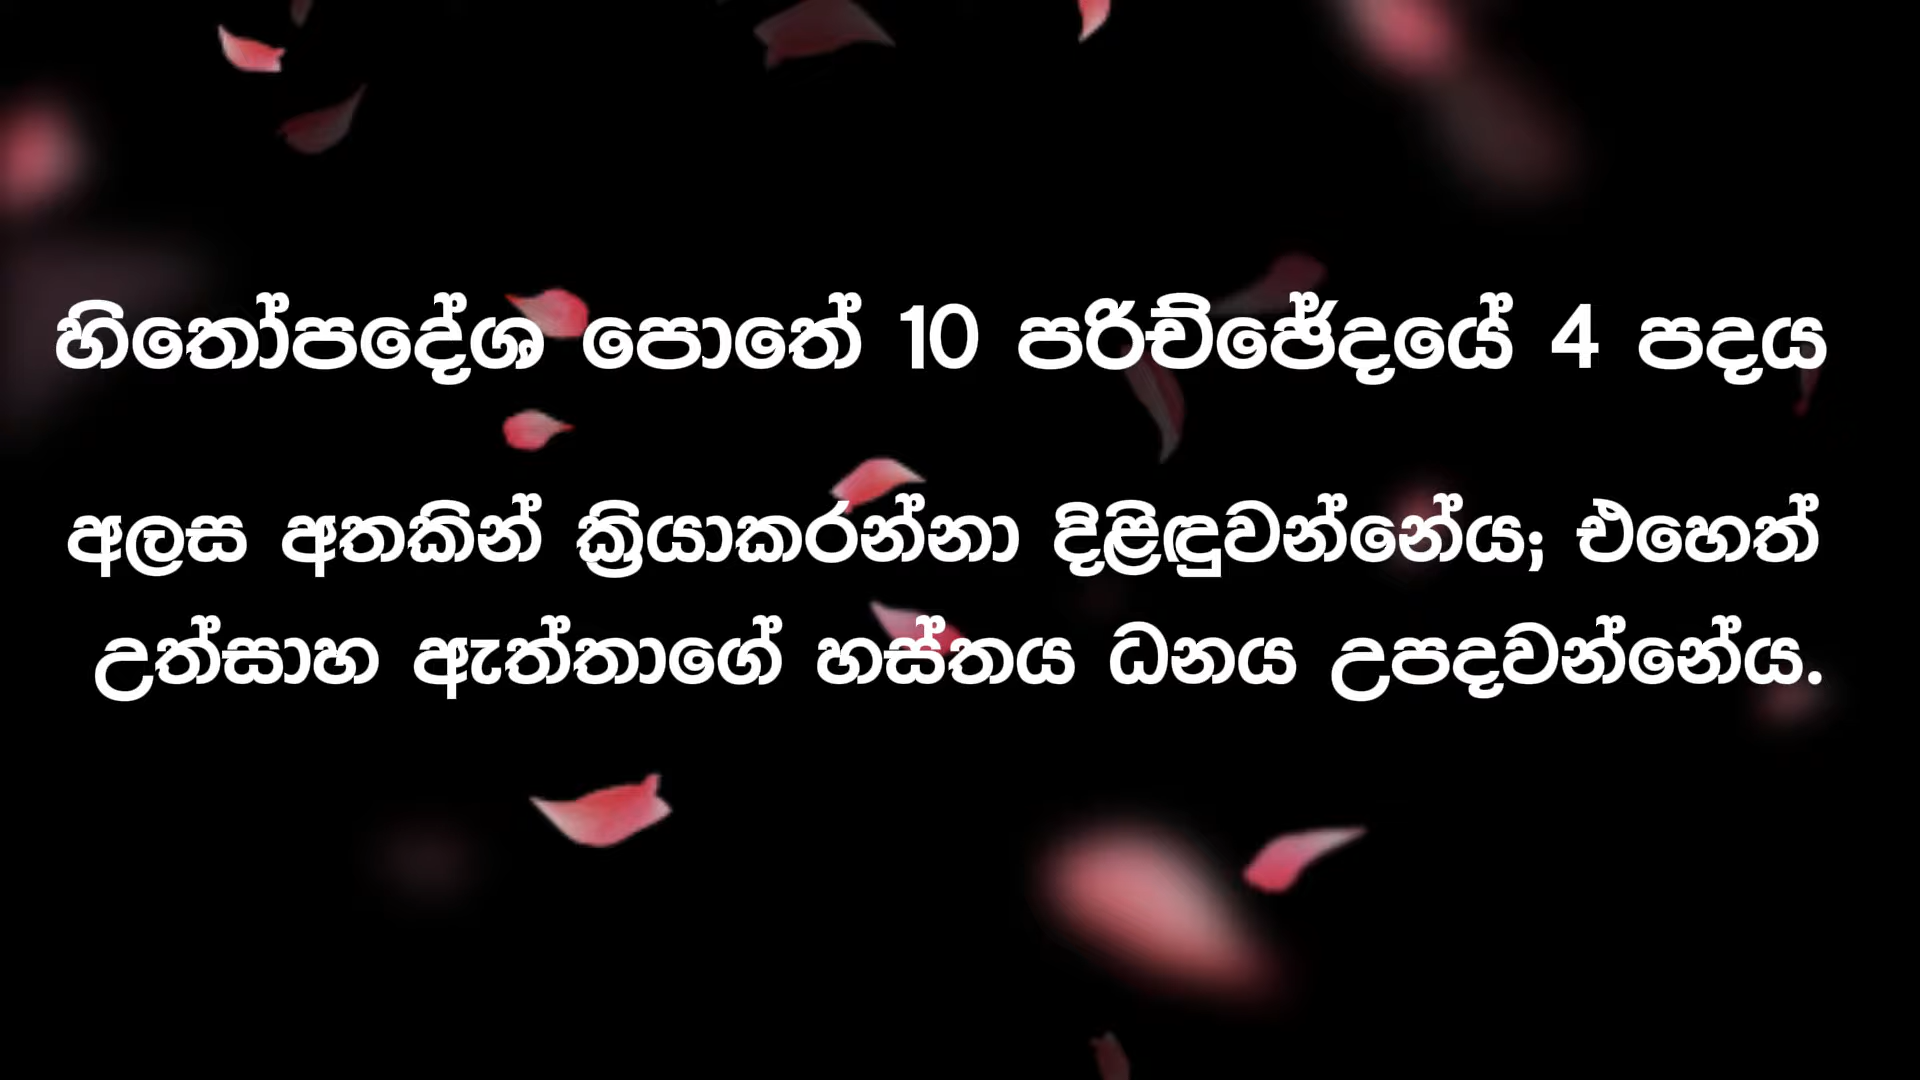 හිතෝපදේශ පොතේ 10 පරිච්ඡේදයේ 4 පදය
අලස අතකින් ක්‍රියාකරන්නා දිළිඳුවන්නේය; එහෙත්
උත්සාහ ඇත්තාගේ හස්තය ධනය උපදවන්නේය.